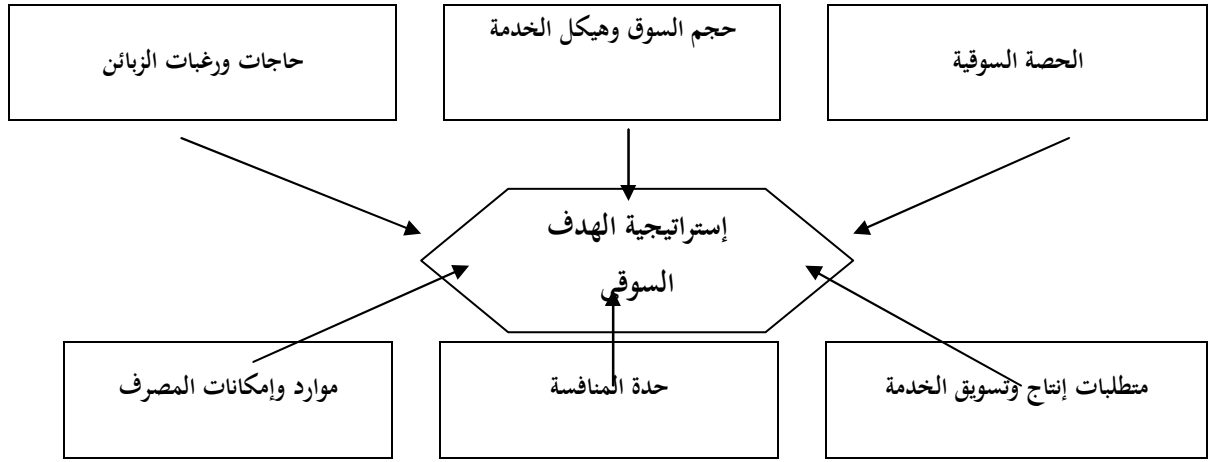 الحصة السوقية
حجم السوق وهيكل الخدمة
حاجات ورغبات الزبائن
إستراتيجية الهدف
السوقي
متطلبات إنتاج وتسويق الخدمة
حدة المنافسة
موارد وإمكانات المصرف